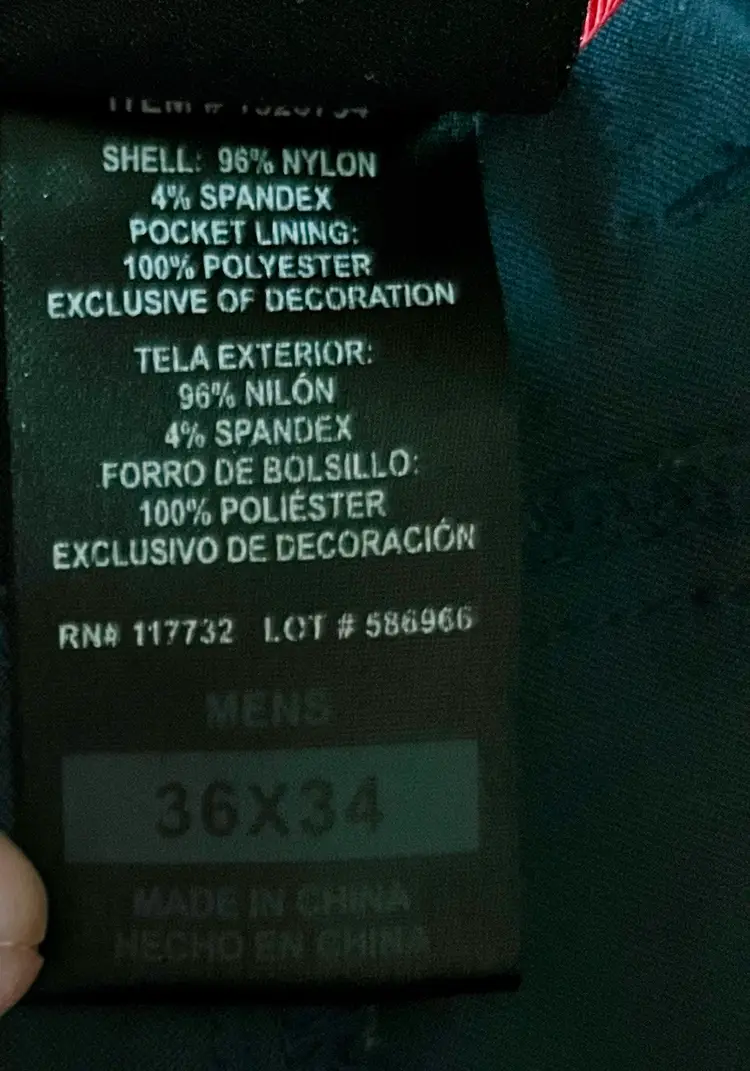 ITEM #
SHELL: 96% NYLON
4% SPANDEX
POCKET LINING:
100% POLYESTER
EXCLUSIVE OF DECORATION
TELA EXTERIOR:
96% NILÓN
4% SPANDEX
FORRO DE BOLSILLO:
100% POLIÉSTER
EXCLUSIVO DE DECORACIÓN
RN# 117732 LOT # 586966
MENS
36X34
MADE IN CHINA
HECHO EN CHINA